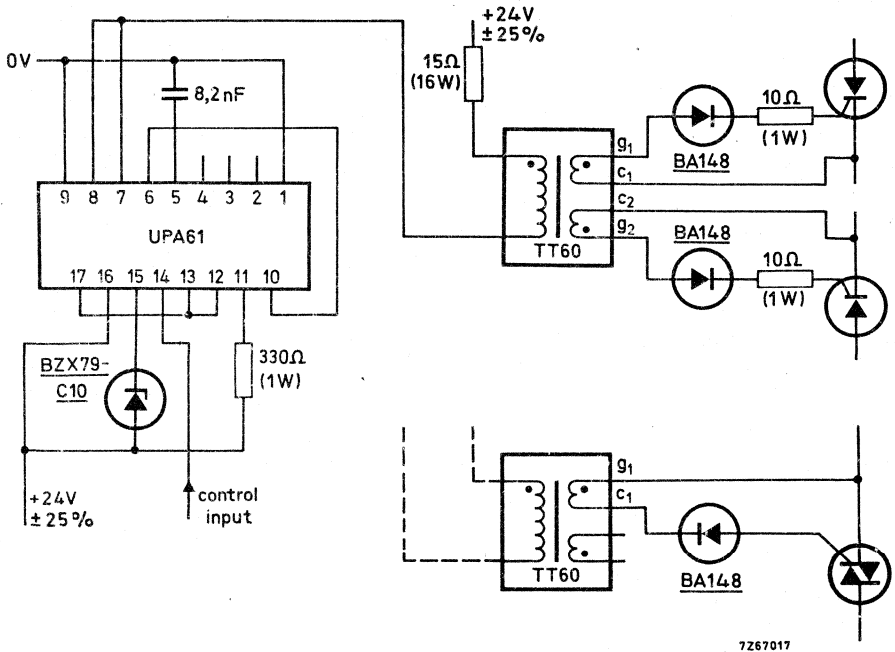 +24V
±25%
0V
15Ω
(16W)
8,2nF
10Ω
(1W)
BA148
g₁
c₁
c₂
g₂
TT60
9 8 7 6 5 4 3 2 1
UPA61
17 16 15 14 13 12 11 10
BA148
10Ω
(1W)
BZX79-
C10
330Ω
(1W)
+24V
±25%
control
input
g₁
c₁
TT60
BA148
7Z67017